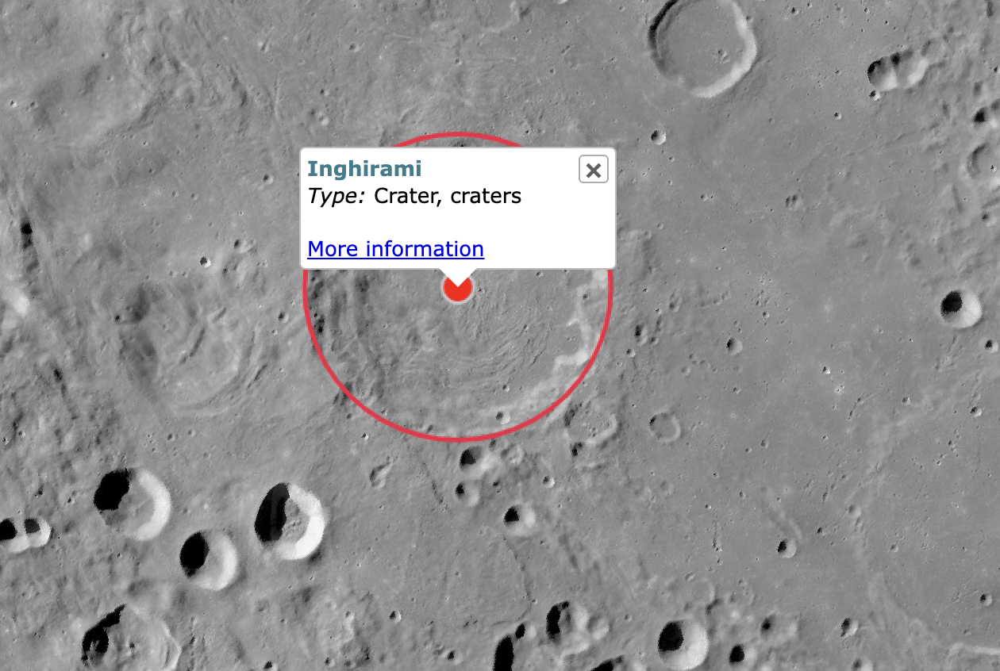 Inghirami
Type: Crater, craters
More information